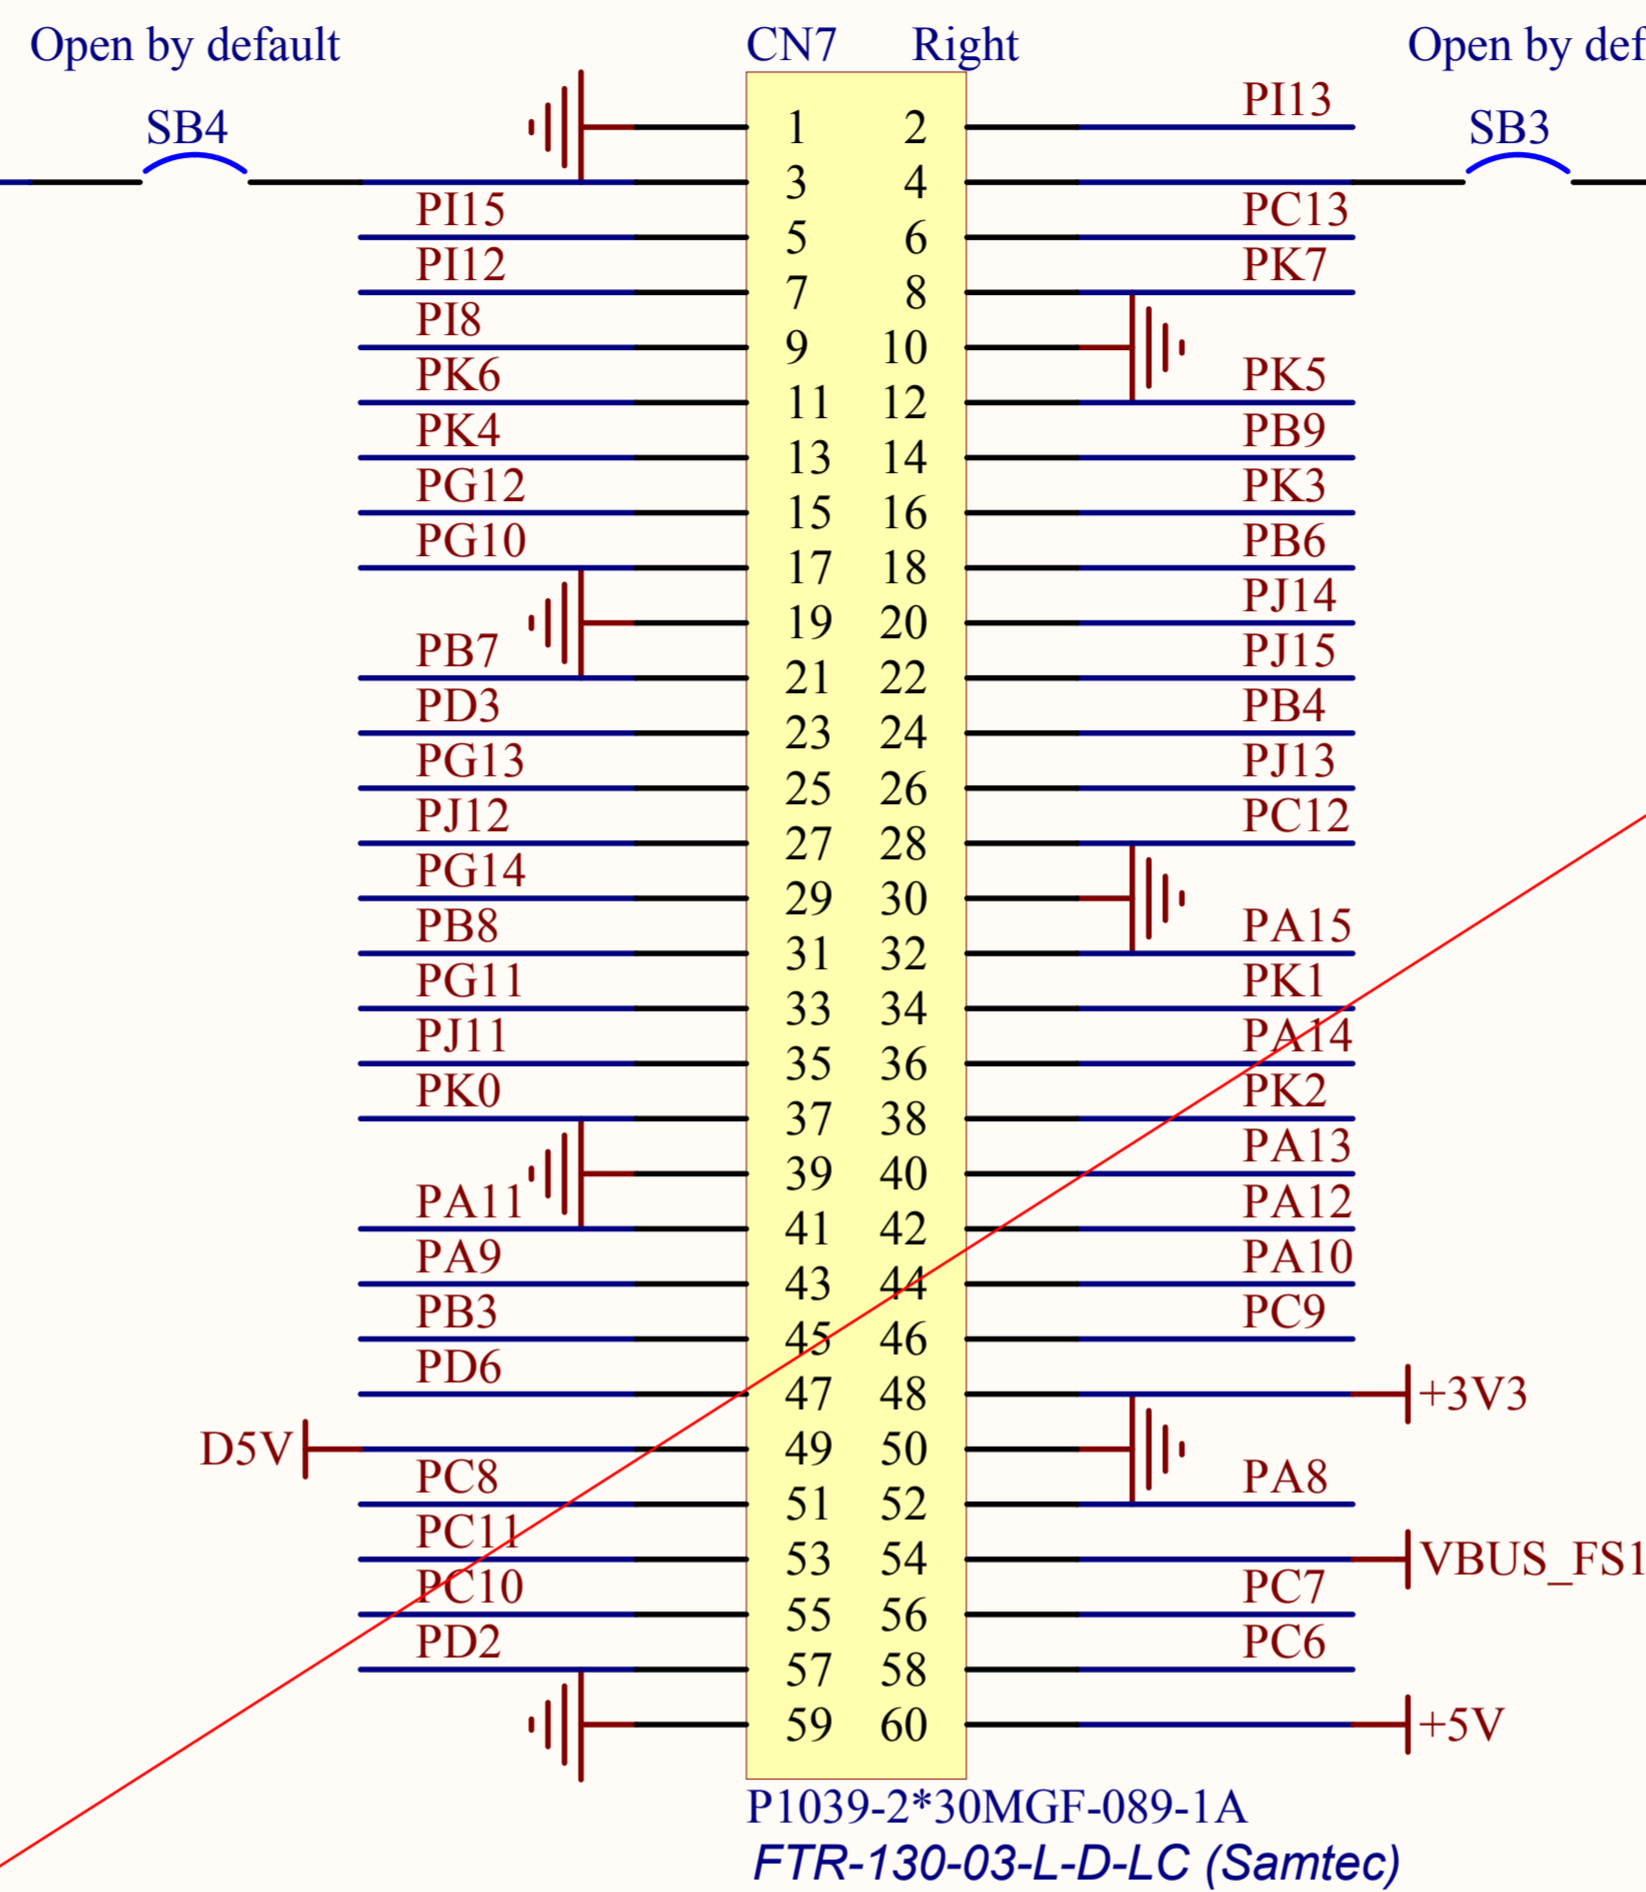 Open by default CN7 Right Open by def
PI13
SB4 1 2 SB3
3 4
PI15 PC13
5 6
PI12 PK7
7 8
PI8
9 10
PK6 PK5
11 12
PK4 PB9
13 14
PG12 PK3
15 16
PG10 PB6
17 18
PJ14
19 20
PB7 PJ15
21 22
PD3 PB4
23 24
PG13 PJ13
25 26
PJ12 PC12
27 28
PG14
29 30
PB8 PA15
31 32
PG11 PK1
33 34
PJ11 PA14
35 36
PK0 PK2
37 38
PA13
39 40
PA11 PA12
41 42
PA9 PA10
43 44
PB3 PC9
45 46
PD6
47 48 +3V3
D5V 49 50
PC8 PA8
51 52
PC11
53 54 VBUS_FS1
PC10 PC7
55 56
PD2 PC6
57 58
59 60 +5V
P1039-2*30MGF-089-1A
FTR-130-03-L-D-LC (Samtec)